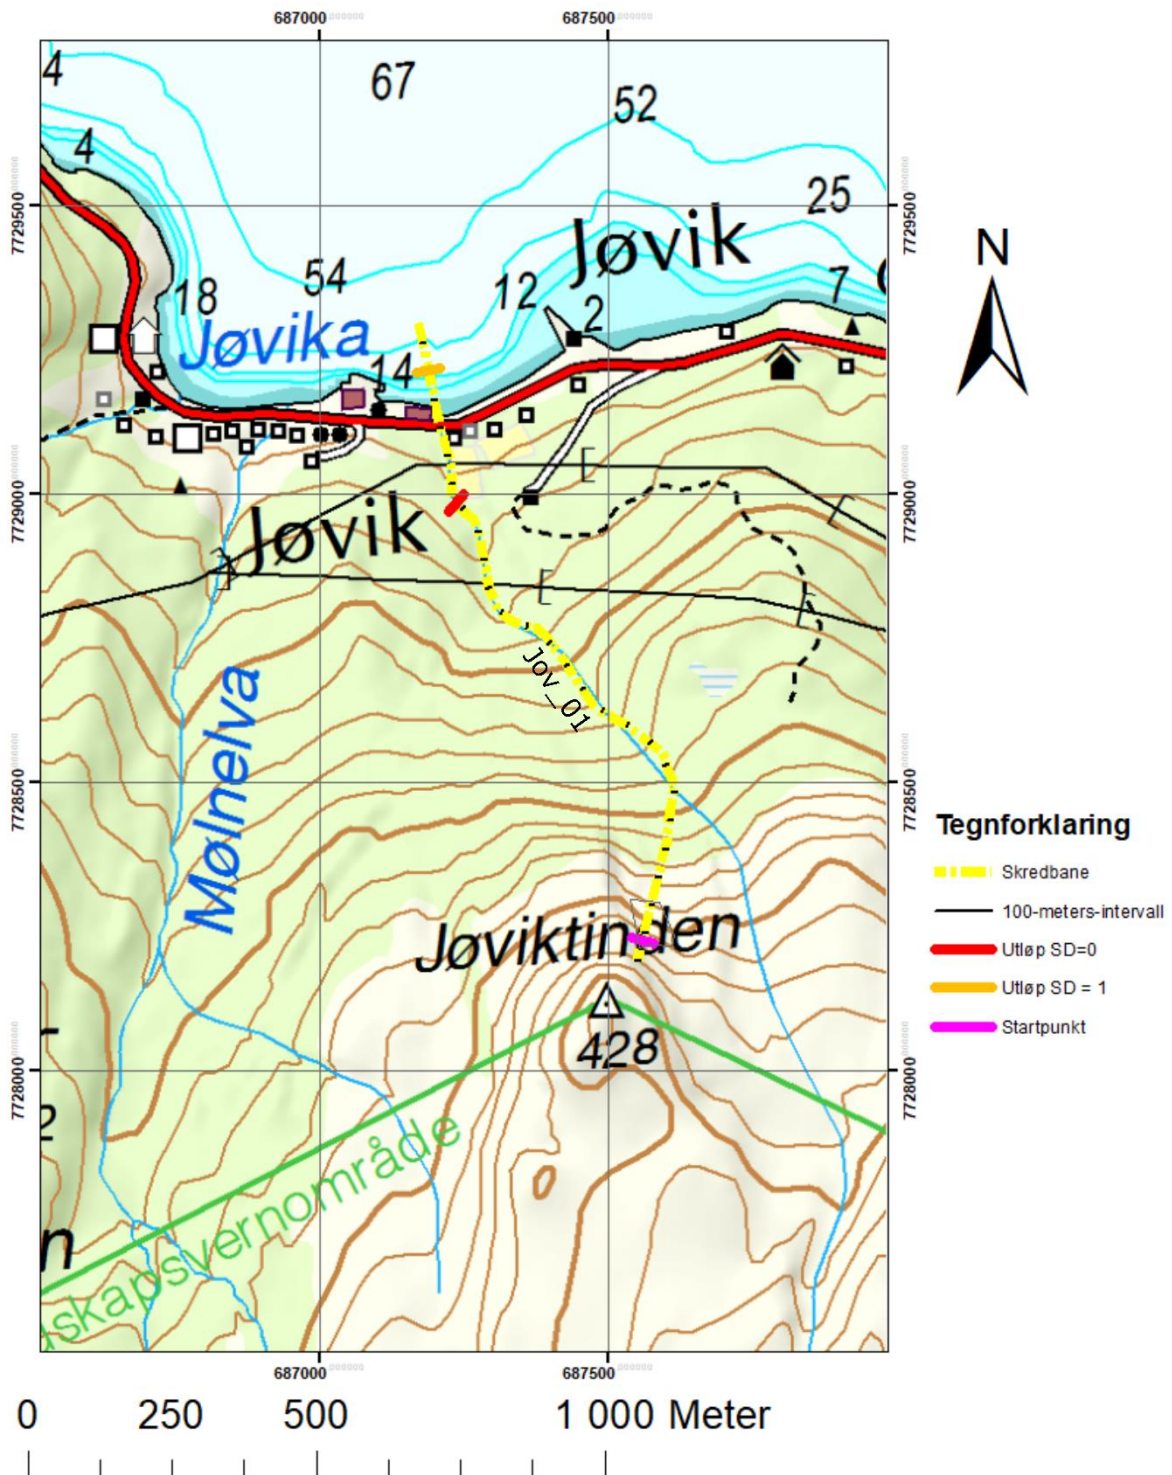 687000
687500
4
67
52
4
25
7729500
7729500
Jøvik
N
54
18
12
7
2
Jøvika
14
E
7729000
7729000
Jøvik
E
E
E
E
Jov_01
Mølnelva
7728500
7728500
Tegnforklaring
Skredbane
100-meters-intervall
Jøviktinden
Utløp SD=0
Utløp SD = 1
Startpunkt
428
7728000
7728000
2
n
dskapsvernområde
687000
687500
0 250 500 1 000 Meter